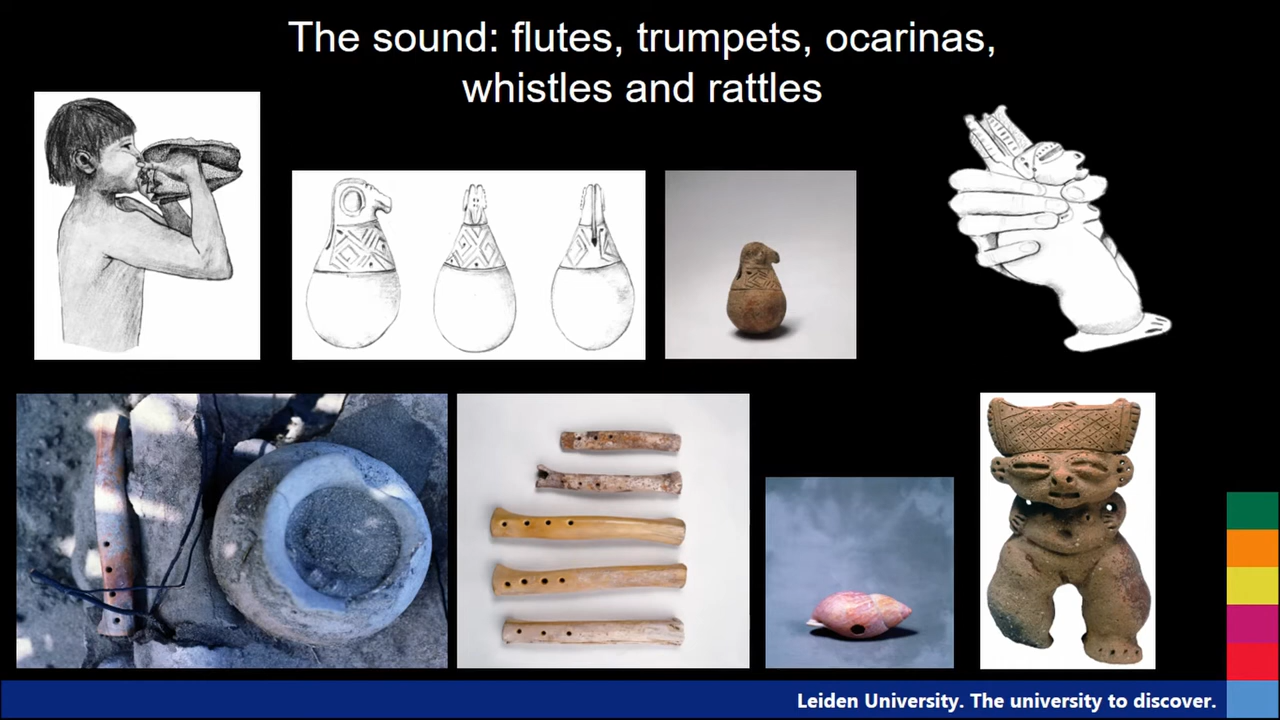 The sound: flutes, trumpets, ocarinas,
whistles and rattles
Leiden University. The university to discover.